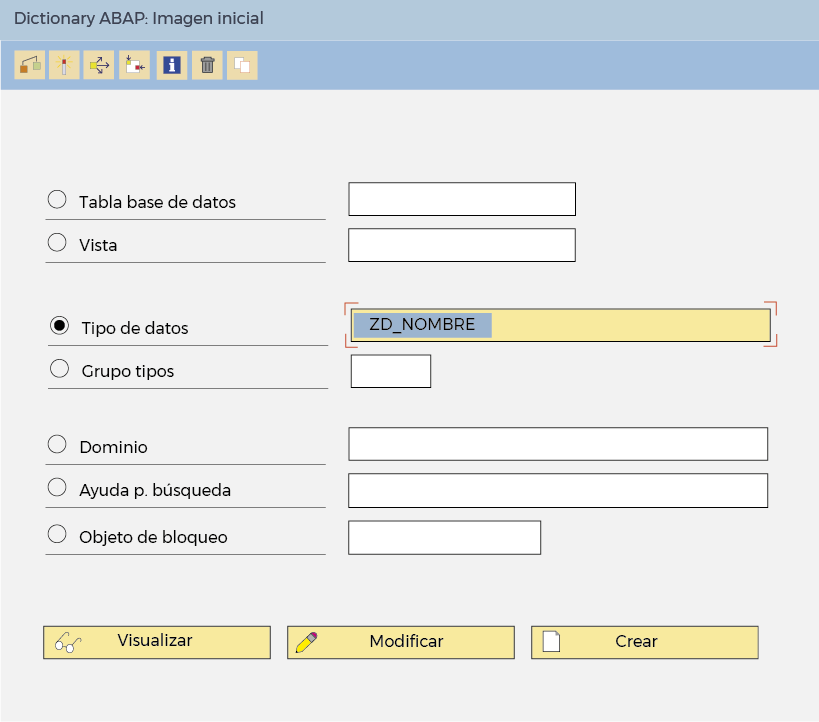 Dictionary ABAP: Imagen inicial
Tabla base de datos
Vista
Tipo de datos
ZD_NOMBRE
Grupo tipos
Dominio
Ayuda p. búsqueda
Objeto de bloqueo
Visualizar
Modificar
Crear